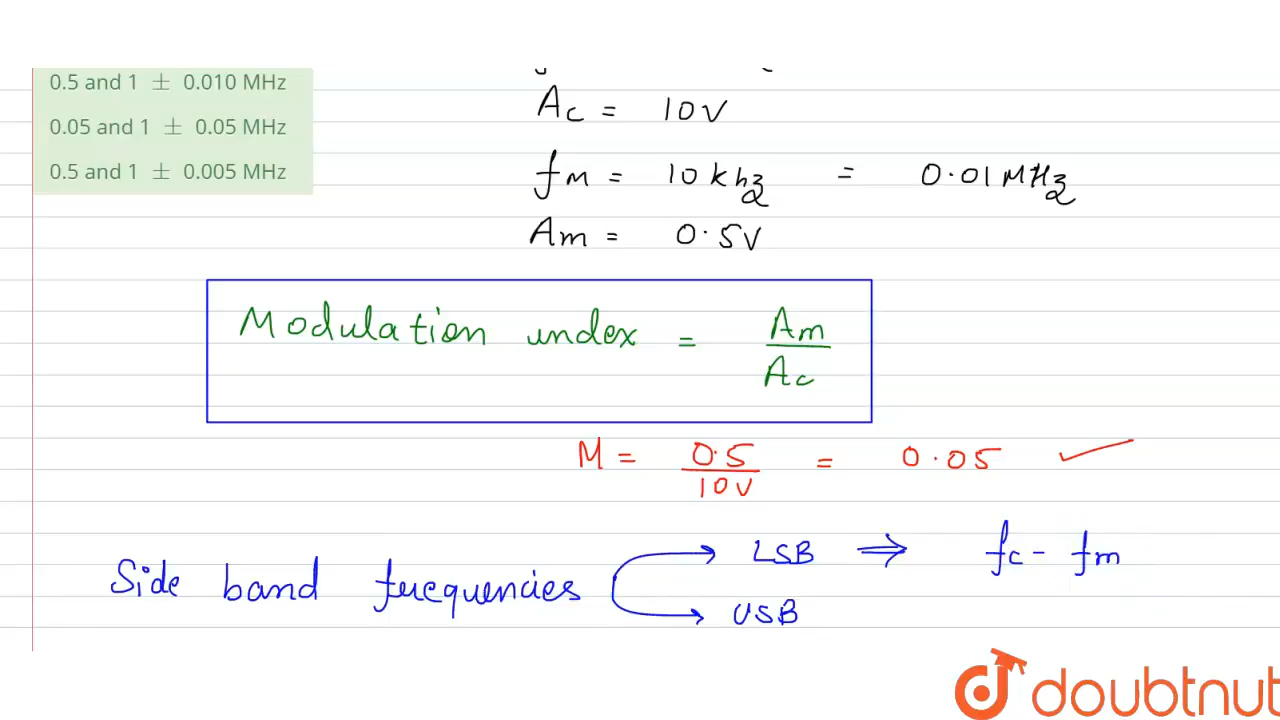 0.5 and 1 ± 0.010 MHz
0.05 and 1 ± 0.05 MHz
0.5 and 1 ± 0.005 MHz
Ac = 10V
fm = 10 khz = 0.01 MHz
Am = 0.5V
Modulation index = Am/Ac
M = 0.5/10V = 0.05 ✓
Side band frequencies → LSB ⇒ fc - fm
→ USB
doubtnut